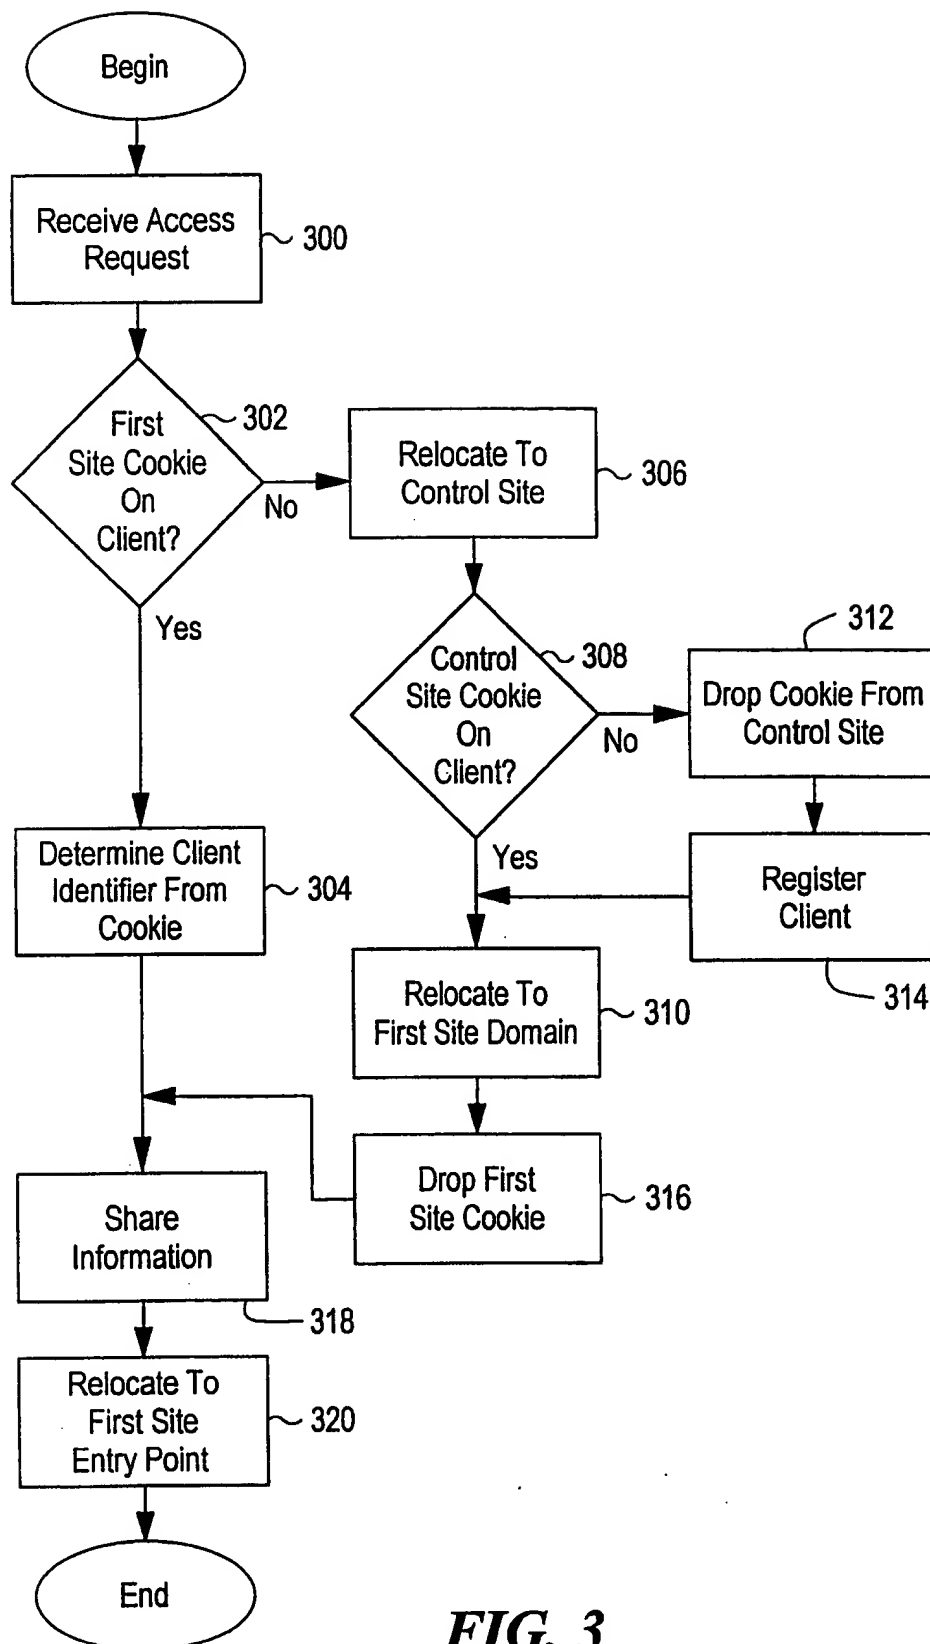 Begin
Receive Access
Request
300
First
Site Cookie
On
Client?
302
No
Yes
Relocate To
Control Site
306
Control
Site Cookie
On
Client?
308
No
Yes
312
Drop Cookie From
Control Site
Register
Client
314
Determine Client
Identifier From
Cookie
304
Relocate To
First Site Domain
310
Drop First
Site Cookie
316
Share
Information
318
Relocate To
First Site
Entry Point
320
End
FIG. 3